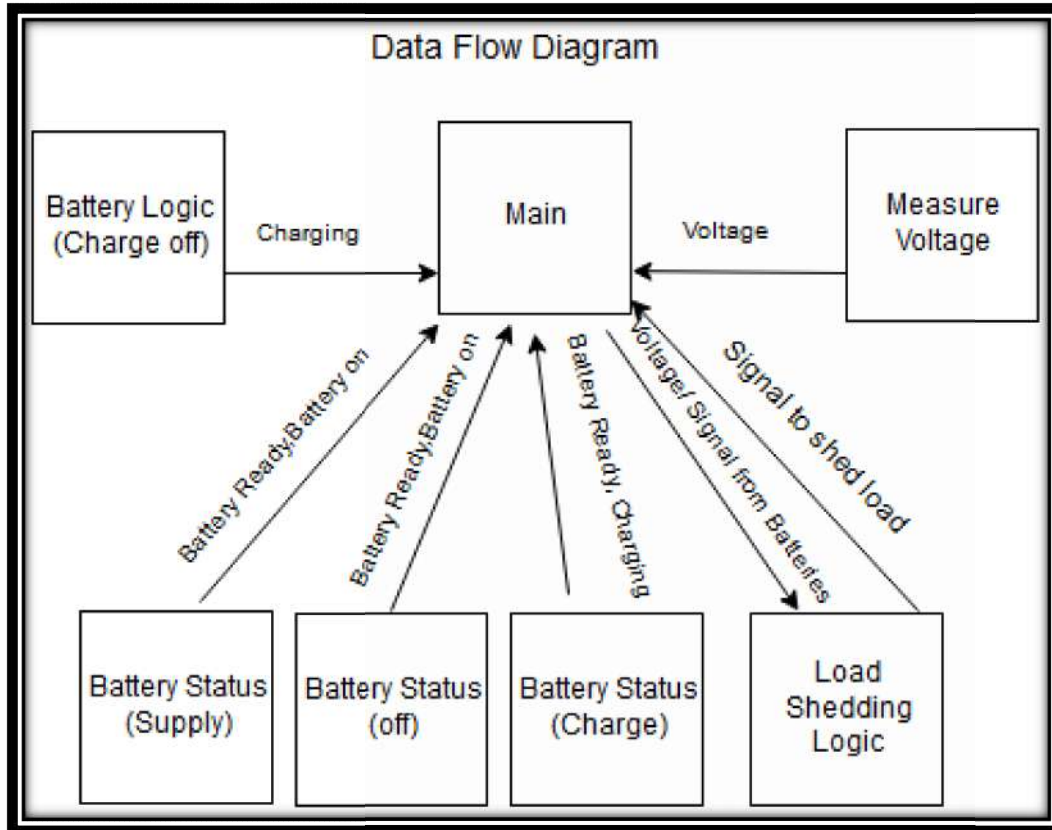 Data Flow Diagram
Battery Logic
(Charge off)
Charging
Main
Voltage
Measure
Voltage
Battery Ready,Battery on
Battery Ready,Battery on
Battery Ready, Charging
Voltage/ Signal from Batteries
Signal to shed load
Battery Status
(Supply)
Battery Status
(off)
Battery Status
(Charge)
Load
Shedding
Logic